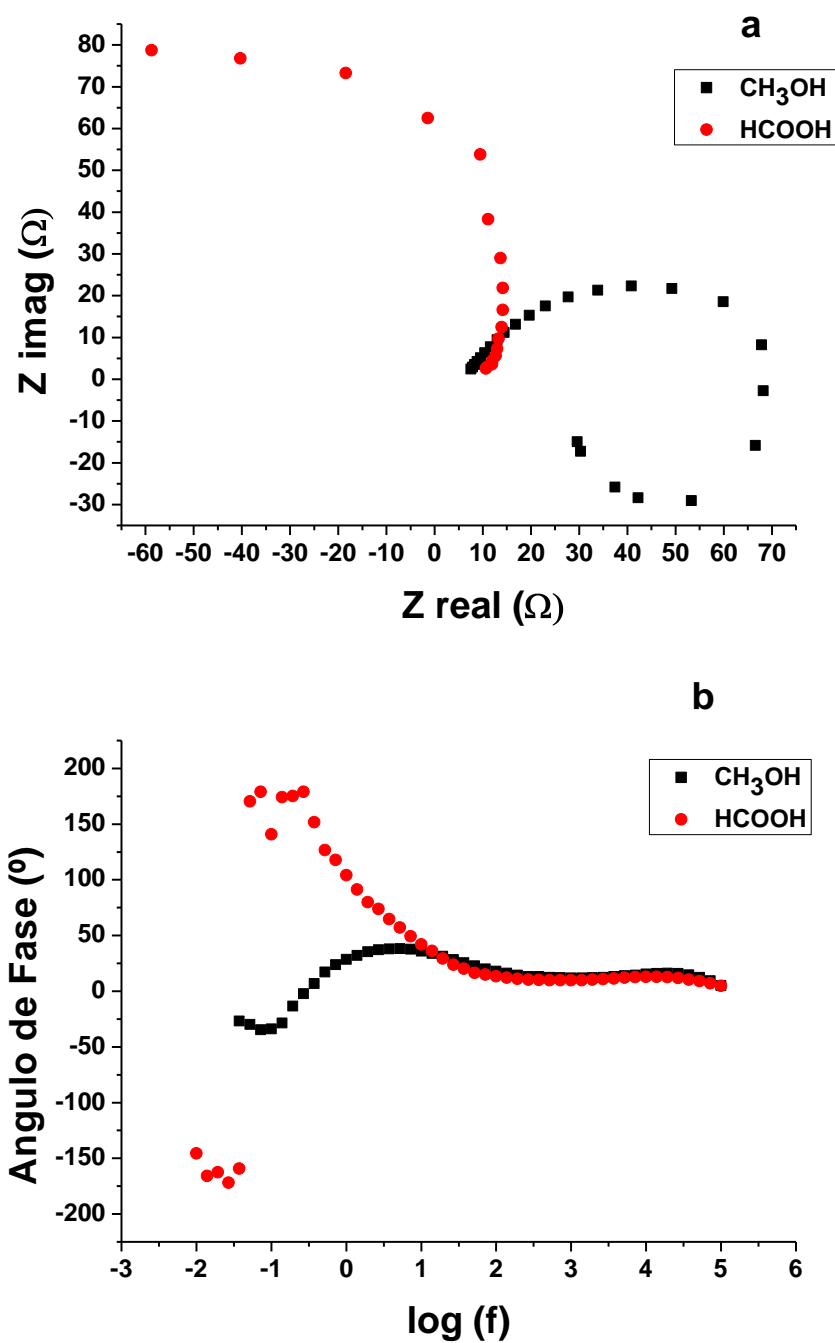 a
80
70
60
50
40
30
20
10
0
-10
-20
-30
Z imag (Ω)
CH3OH
HCOOH
-60 -50 -40 -30 -20 -10 0 10 20 30 40 50 60 70
Z real (Ω)
b
200
150
100
50
0
-50
-100
-150
-200
Angulo de Fase (º)
CH3OH
HCOOH
-3 -2 -1 0 1 2 3 4 5 6
log (f)